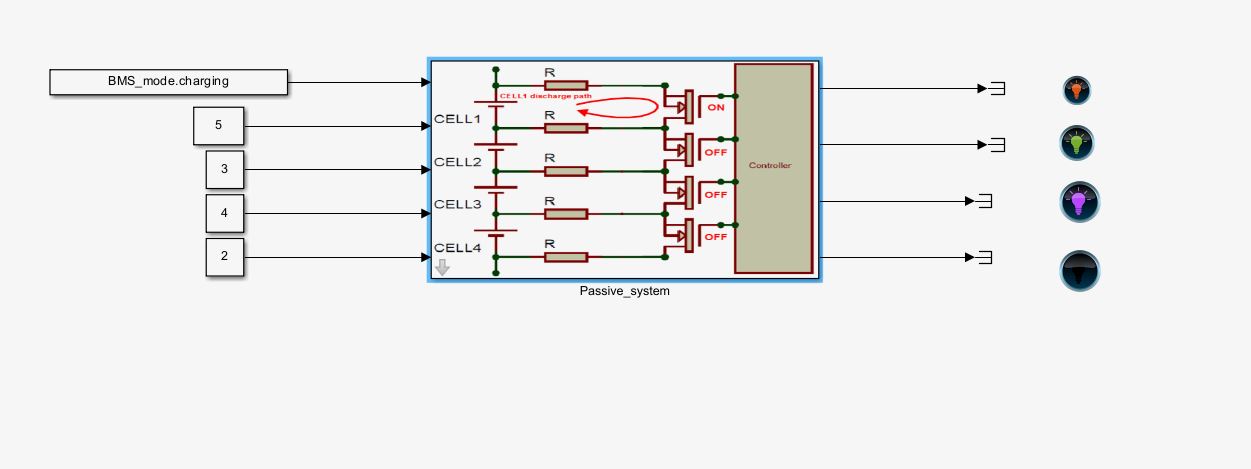 BMS_mode.charging
5
3
4
2
R
CELL1 discharge path
ON
CELL1
R
OFF
CELL2
R
Controller
OFF
CELL3
R
OFF
CELL4
R
Passive_system